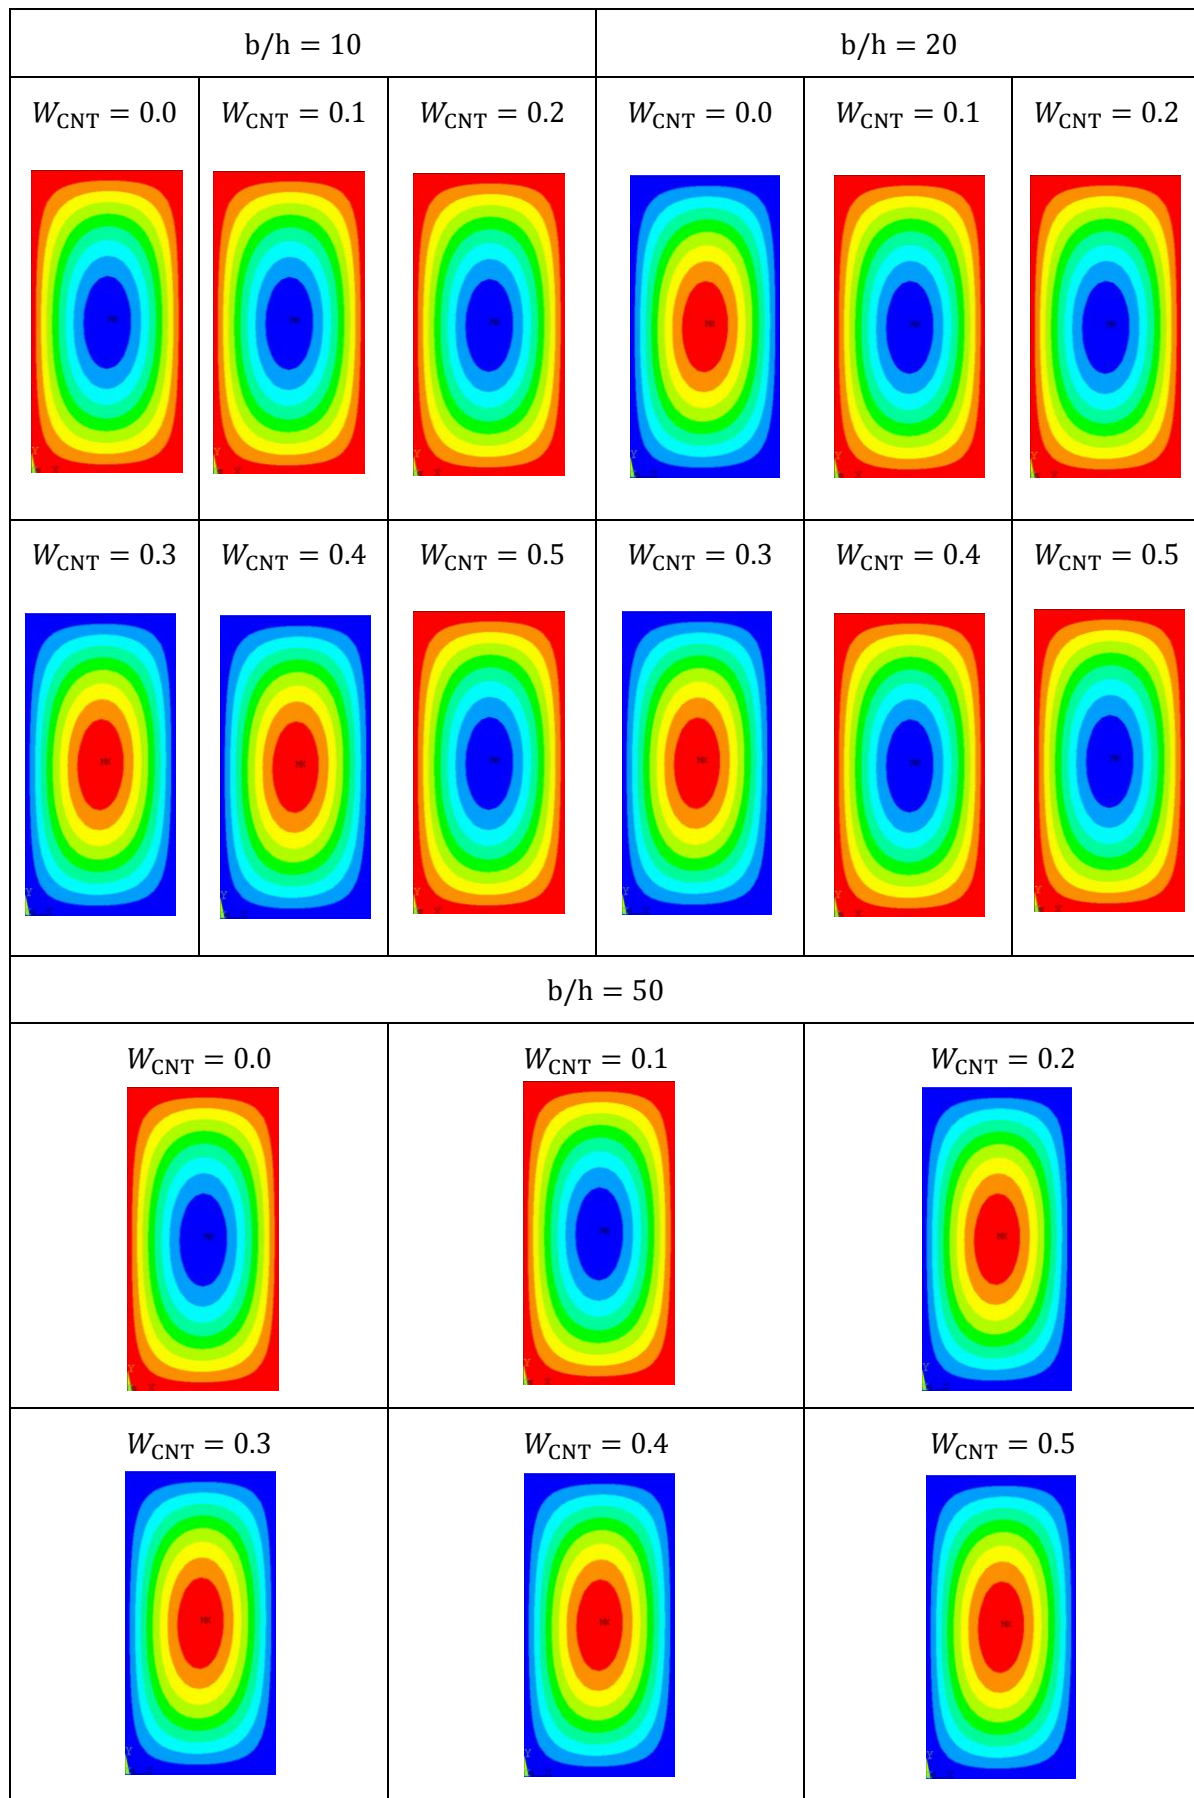 b/h = 10 b/h = 20
W_CNT = 0.0 W_CNT = 0.1 W_CNT = 0.2 W_CNT = 0.0 W_CNT = 0.1 W_CNT = 0.2
W_CNT = 0.3 W_CNT = 0.4 W_CNT = 0.5 W_CNT = 0.3 W_CNT = 0.4 W_CNT = 0.5
b/h = 50
W_CNT = 0.0 W_CNT = 0.1 W_CNT = 0.2
W_CNT = 0.3 W_CNT = 0.4 W_CNT = 0.5